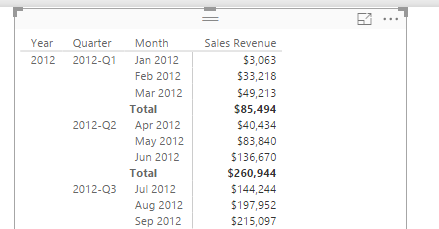 Year Quarter Month Sales Revenue
2012 2012-Q1 Jan 2012 $3,063
Feb 2012 $33,218
Mar 2012 $49,213
Total $85,494
2012-Q2 Apr 2012 $40,434
May 2012 $83,840
Jun 2012 $136,670
Total $260,944
2012-Q3 Jul 2012 $144,244
Aug 2012 $197,952
Sep 2012 $215,097